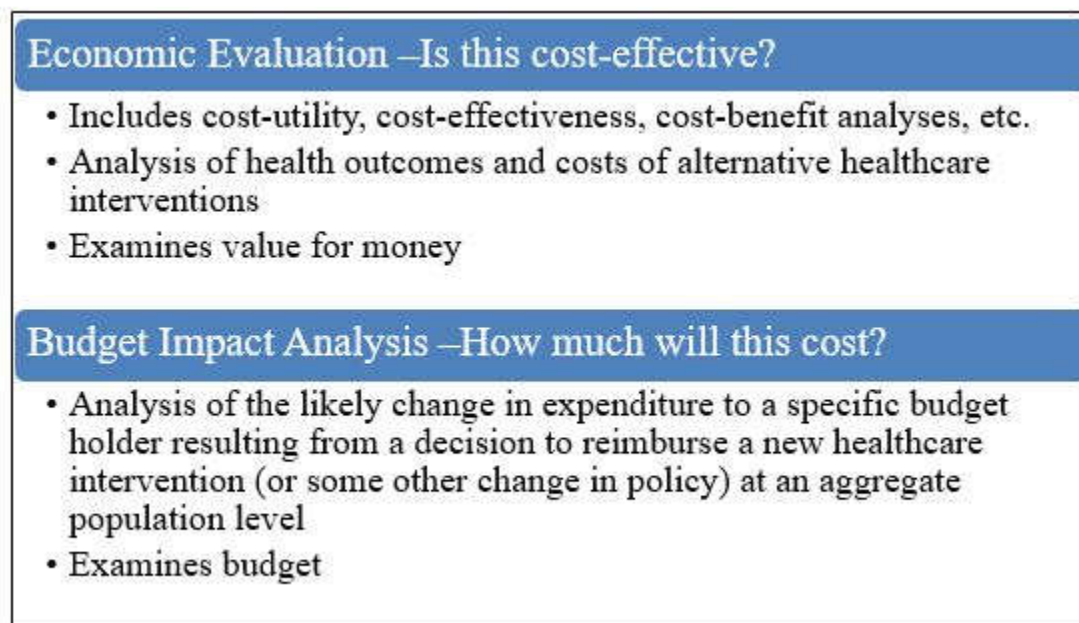 Economic Evaluation –Is this cost-effective?
• Includes cost-utility, cost-effectiveness, cost-benefit analyses, etc.
• Analysis of health outcomes and costs of alternative healthcare
interventions
• Examines value for money
Budget Impact Analysis –How much will this cost?
• Analysis of the likely change in expenditure to a specific budget
holder resulting from a decision to reimburse a new healthcare
intervention (or some other change in policy) at an aggregate
population level
• Examines budget